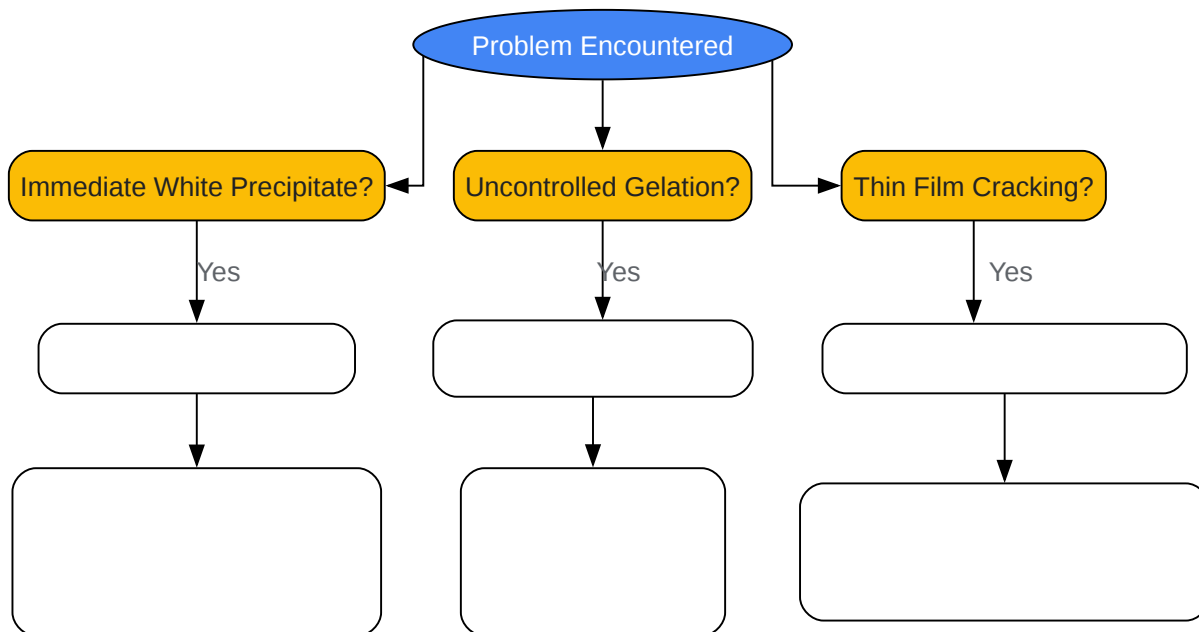 Problem Encountered
Immediate White Precipitate?
Uncontrolled Gelation?
Thin Film Cracking?
Yes
Yes
Yes